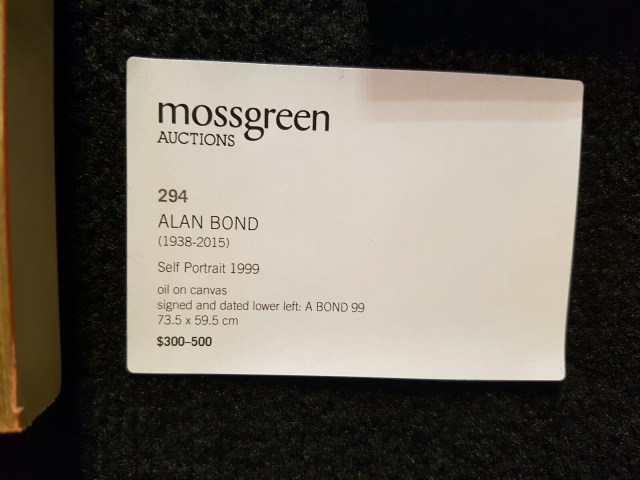 mossgreen
AUCTIONS
294
ALAN BOND
(1938-2015)
Self Portrait 1999
oil on canvas
signed and dated lower left: A BOND 99
73.5 x 59.5 cm
$300–500